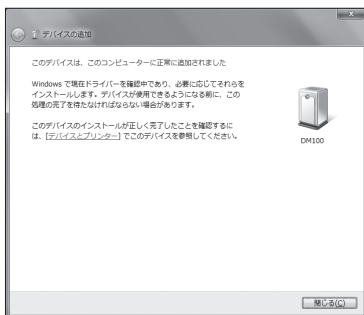 デバイスの追加
このデバイスは、このコンピューターに正常に追加されました
Windows で現在ドライバーを確認中であり、必要に応じてそれらを
インストールします。デバイスが使用できるようになる前に、この
処理の完了を待たなければならない場合があります。
このデバイスのインストールが正しく完了したことを確認するに
は、[デバイスとプリンター] でこのデバイスを参照してください。
DM100
閉じる(C)